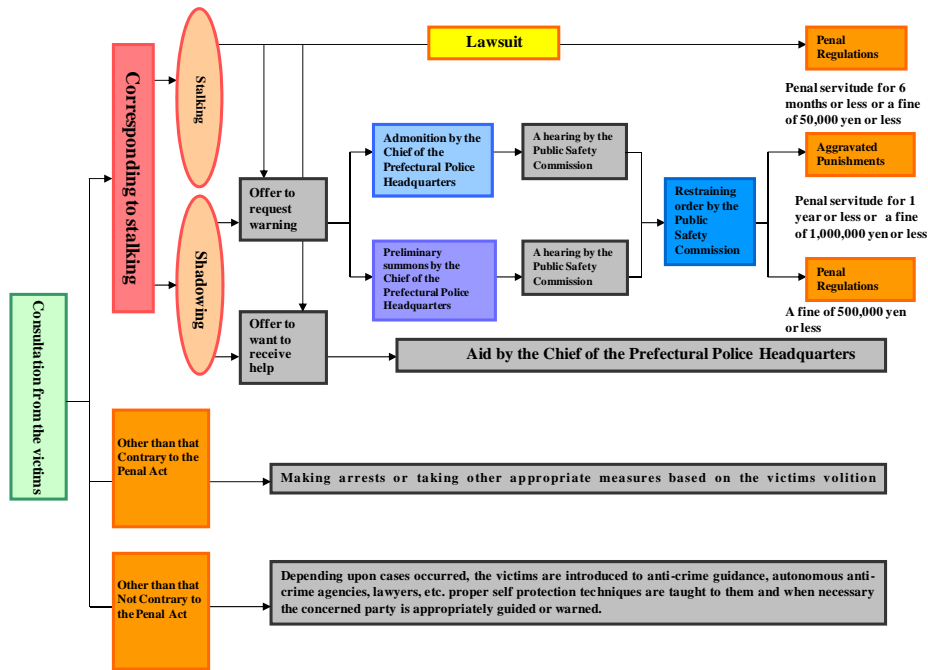 Lawsuit
Penal
Regulations
Penal servitude for 6
months or less or a fine
of 50,000 yen or less
Corresponding to stalking
Stalking
Shadowing
Offer to
request
warning
Admonition by the
Chief of the
Prefectural Police
Headquarters
A hearing by the
Public Safety
Commission
Preliminary
summons by the
Chief of the
Prefectural Police
Headquarters
A hearing by the
Public Safety
Commission
Restraining
order by the
Public
Safety
Commission
Aggravated
Punishments
Penal servitude for 1
year or less or a fine
of 1,000,000 yen or less
Penal
Regulations
A fine of 500,000 yen
or less
Offer to
want to
receive
help
Aid by the Chief of the Prefectural Police Headquarters
Consultation from the victims
Other than that
Contrary to the
Penal Act
Making arrests or taking other appropriate measures based on the victims volition
Other than that
Not Contrary to
the Penal Act
Depending upon cases occurred, the victims are introduced to anti-crime guidance, autonomous anti-
crime agencies, lawyers, etc. proper self protection techniques are taught to them and when necessary
the concerned party is appropriately guided or warned.